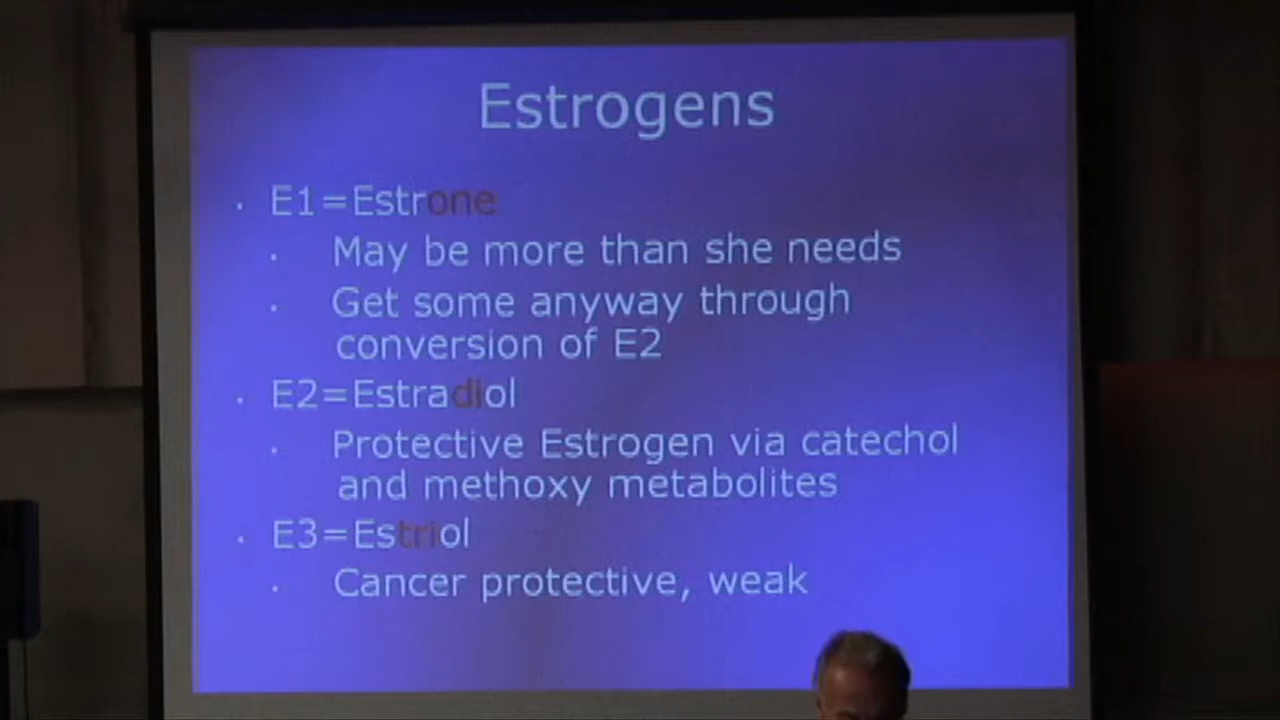 Estrogens
· E1=Estrone
· May be more than she needs
· Get some anyway through
conversion of E2
· E2=Estradiol
· Protective Estrogen via catechol
and methoxy metabolites
· E3=Estriol
· Cancer protective, weak